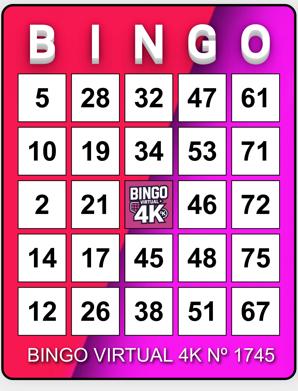 BINGO
5 28 32 47 61
10 19 34 53 71
2 21 BINGO VIRTUAL 4K 46 72
14 17 45 48 75
12 26 38 51 67
BINGO VIRTUAL 4K Nº 1745